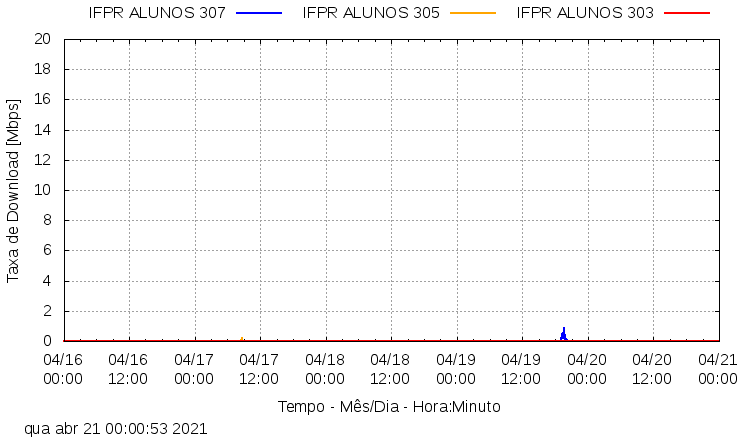 IFPR ALUNOS 307 IFPR ALUNOS 305 IFPR ALUNOS 303
Taxa de Download [Mbps]
20
18
16
14
12
10
8
6
4
2
0
04/16 04/16 04/17 04/17 04/18 04/18 04/19 04/19 04/20 04/20 04/21
00:00 12:00 00:00 12:00 00:00 12:00 00:00 12:00 00:00 12:00 00:00
Tempo - Mês/Dia - Hora:Minuto
qua abr 21 00:00:53 2021